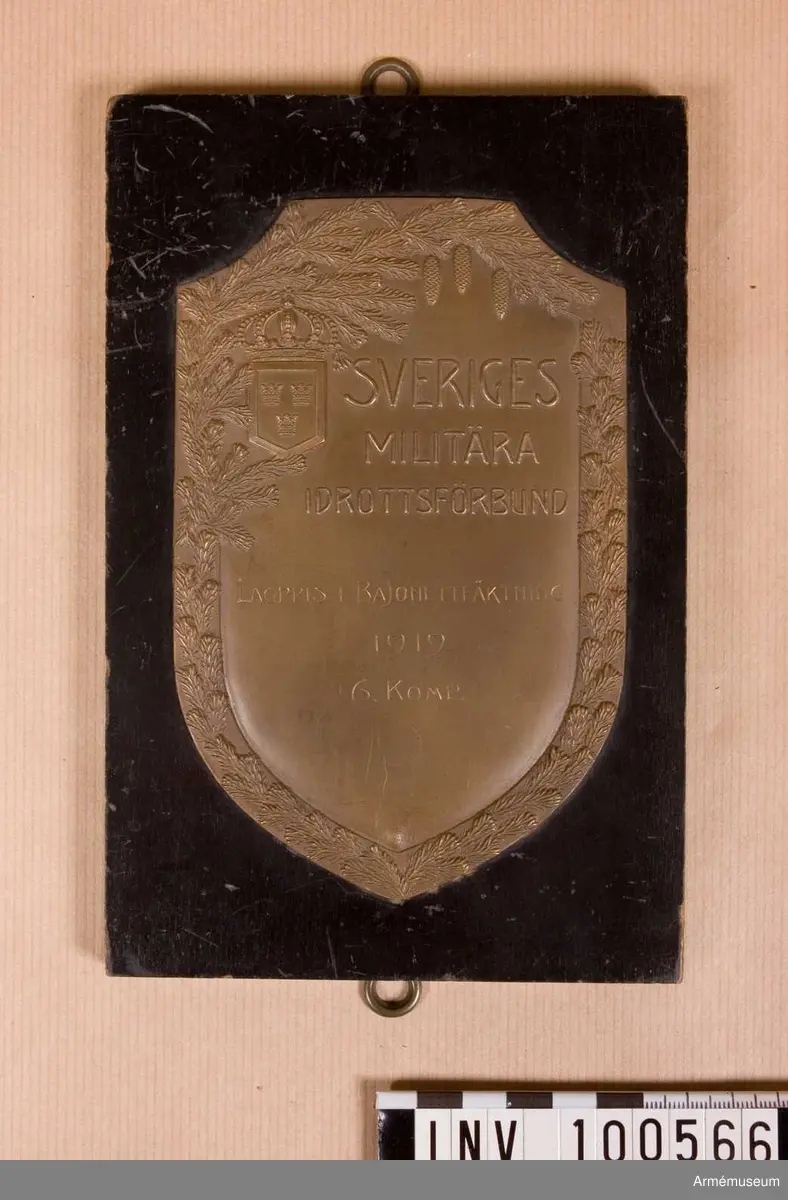 SVERIGES
MILITÄRA
IDROTTSFÖRBUND
LAGPRIS I BAJONETTFÄKTNING
1919
6. KOMP.
INV 100566
Armémuseum